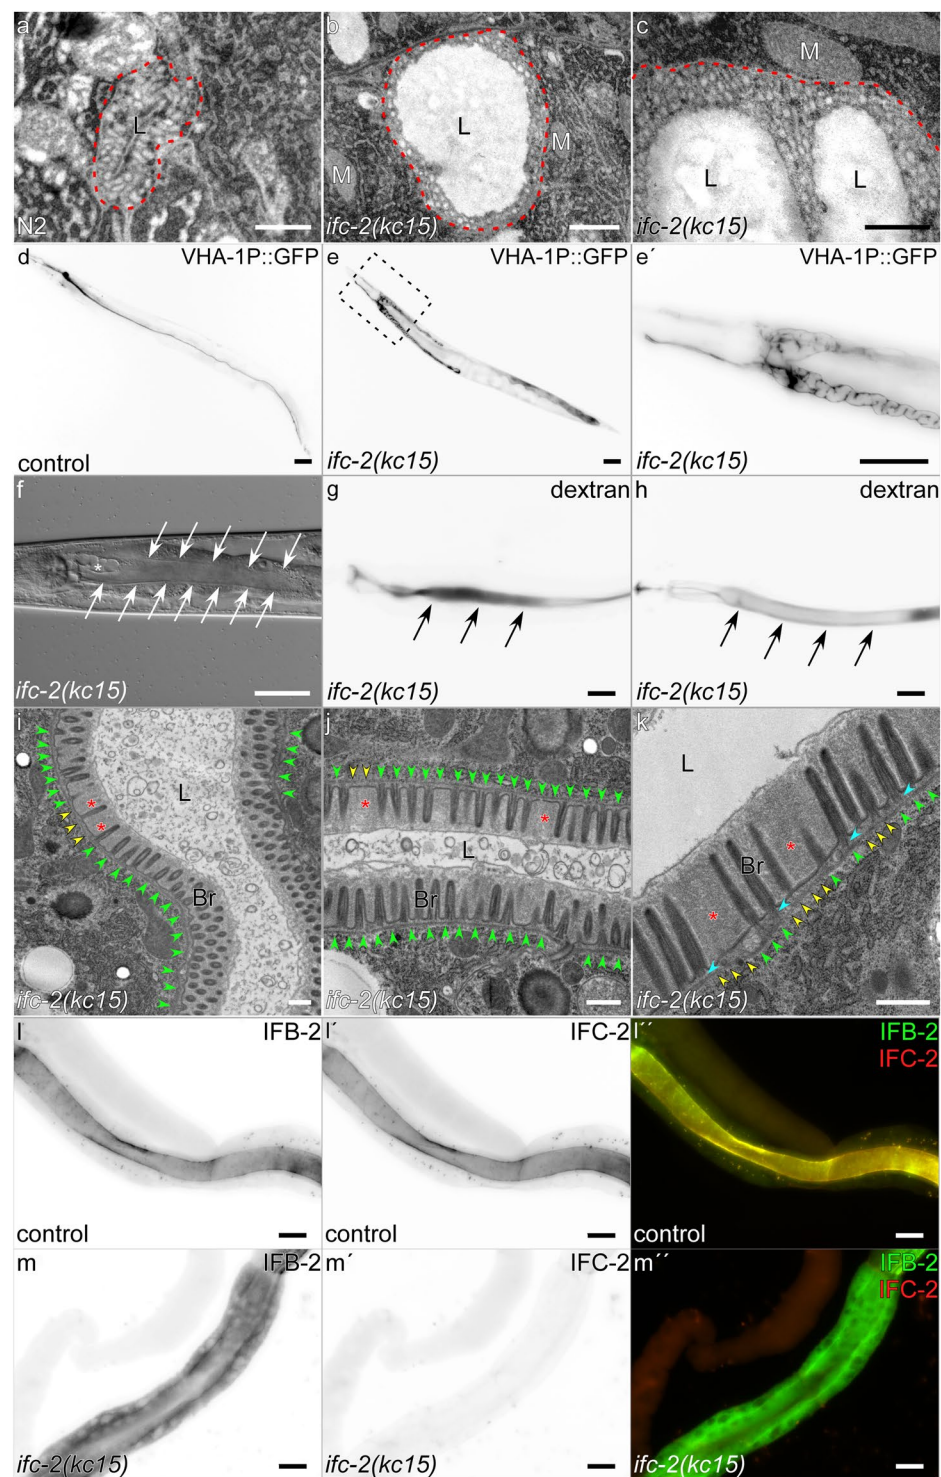 a
L
N2
b
L
M
M
ifc-2(kc15)
c
M
L
L
ifc-2(kc15)
d
VHA-1P::GFP
control
e
VHA-1P::GFP
ifc-2(kc15)
e´
VHA-1P::GFP
ifc-2(kc15)
f
*
ifc-2(kc15)
g
dextran
ifc-2(kc15)
h
dextran
ifc-2(kc15)
i
L
*
*
Br
ifc-2(kc15)
j
*
*
L
Br
ifc-2(kc15)
k
L
*
Br
*
ifc-2(kc15)
l
IFB-2
control
l´
IFC-2
control
l´´
IFB-2
IFC-2
control
m
IFB-2
ifc-2(kc15)
m´
IFC-2
ifc-2(kc15)
m´´
IFB-2
IFC-2
ifc-2(kc15)